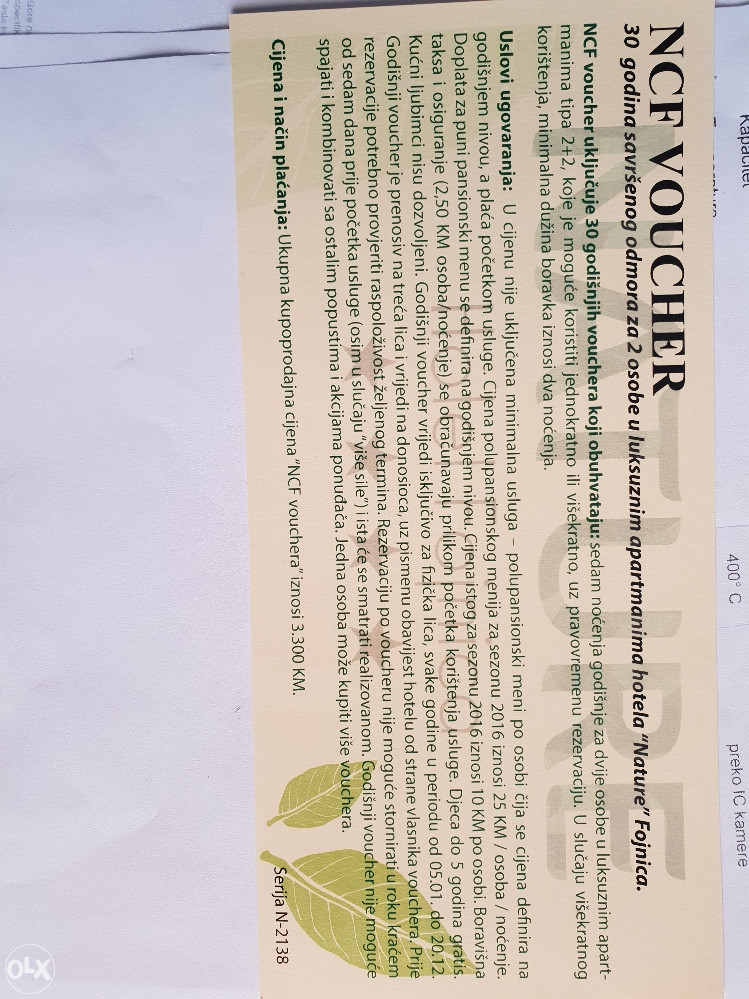 NCF VOUCHER
30 godina savršenog odmora za 2 osobe u luksuznim apartmanima hotela "Nature" Fojnica.
NCF voucher uključuje 30 godišnjih vouchera koji obuhvataju: sedam noćenja godišnje za dvije osobe u luksuznim apart-
manima tipa 2+2, koje je moguće koristiti jednokratno ili višekratno, uz pravovremenu rezervaciju. U slučaju višekratnog
korištenja, minimalna dužina boravka iznosi dva noćenja.
Uslovi ugovaranja: U cijenu nije uključena minimalna usluga – polupansionski meni po osobi čija se cijena definira na
godišnjem nivou, a plaća početkom usluge. Cijena polupansionskog menija za sezonu 2016 iznosi 25 KM / osoba / noćenje.
Doplata za puni pansionski menu se definira na godišnjem nivou. Cijena istog za sezonu 2016 iznosi 10 KM po osobi. Boravišna
taksa i osiguranje (2,50 KM osoba/noćenje) se obračunavaju prilikom početka korištenja usluge. Djeca do 5 godina gratis.
Kućni ljubimci nisu dozvoljeni. Godišnji voucher vrijedi isključivo za fizička lica, svake godine u periodu od 05.01. do 20.12.
Godišnji voucher je prenosiv na treća lica i vrijedi na donosioca, uz pismenu obavijest hotelu od strane vlasnika vouchera Prije
rezervacije potrebno provjeriti raspoloživost željenog termina. Rezervaciju po voucheru nije moguće stornirati u roku kraćem
od sedam dana prije početka usluge (osim u slučaju "više sile") i ista će se smatrati realizovanom. Godišnji voucher nije moguće
spajati i kombinovati sa ostalim popustima i akcijama ponuđača. Jedna osoba može kupiti više vouchera.
Cijena i način plaćanja: Ukupna kupoprodajna cijena "NCF vouchera" iznosi 3.300 KM.
Serija N-2138
NATURE
Kapacitet
400° C
preko IC kamere
OLX